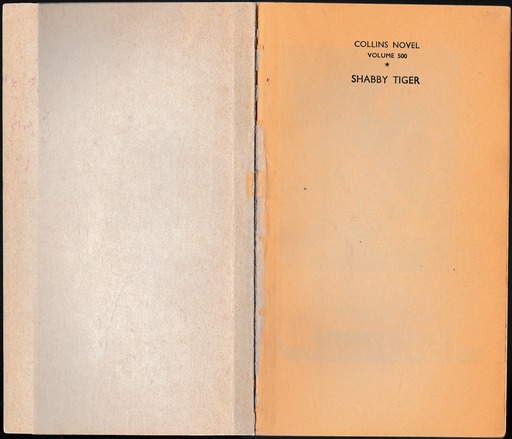 COLLINS NOVEL
VOLUME 500
★
SHABBY TIGER